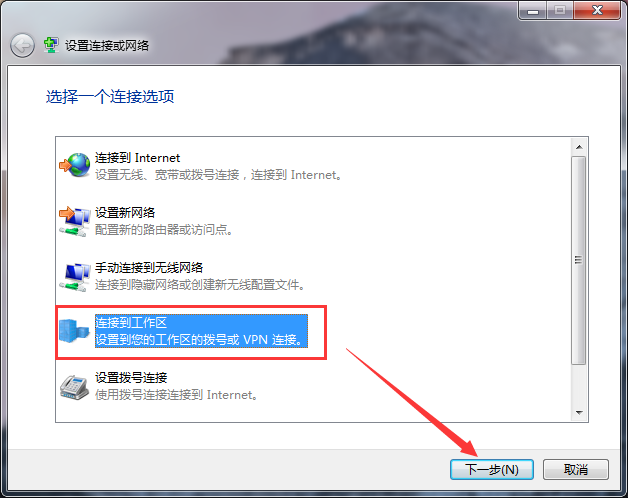 设置连接或网络
选择一个连接选项
连接到 Internet
设置无线、宽带或拨号连接，连接到 Internet。
设置新网络
配置新的路由器或访问点。
手动连接到无线网络
连接到隐藏网络或创建新无线配置文件。
连接到工作区
设置到您的工作区的拨号或 VPN 连接。
设置拨号连接
使用拨号连接连接到 Internet。
下一步(N)
取消